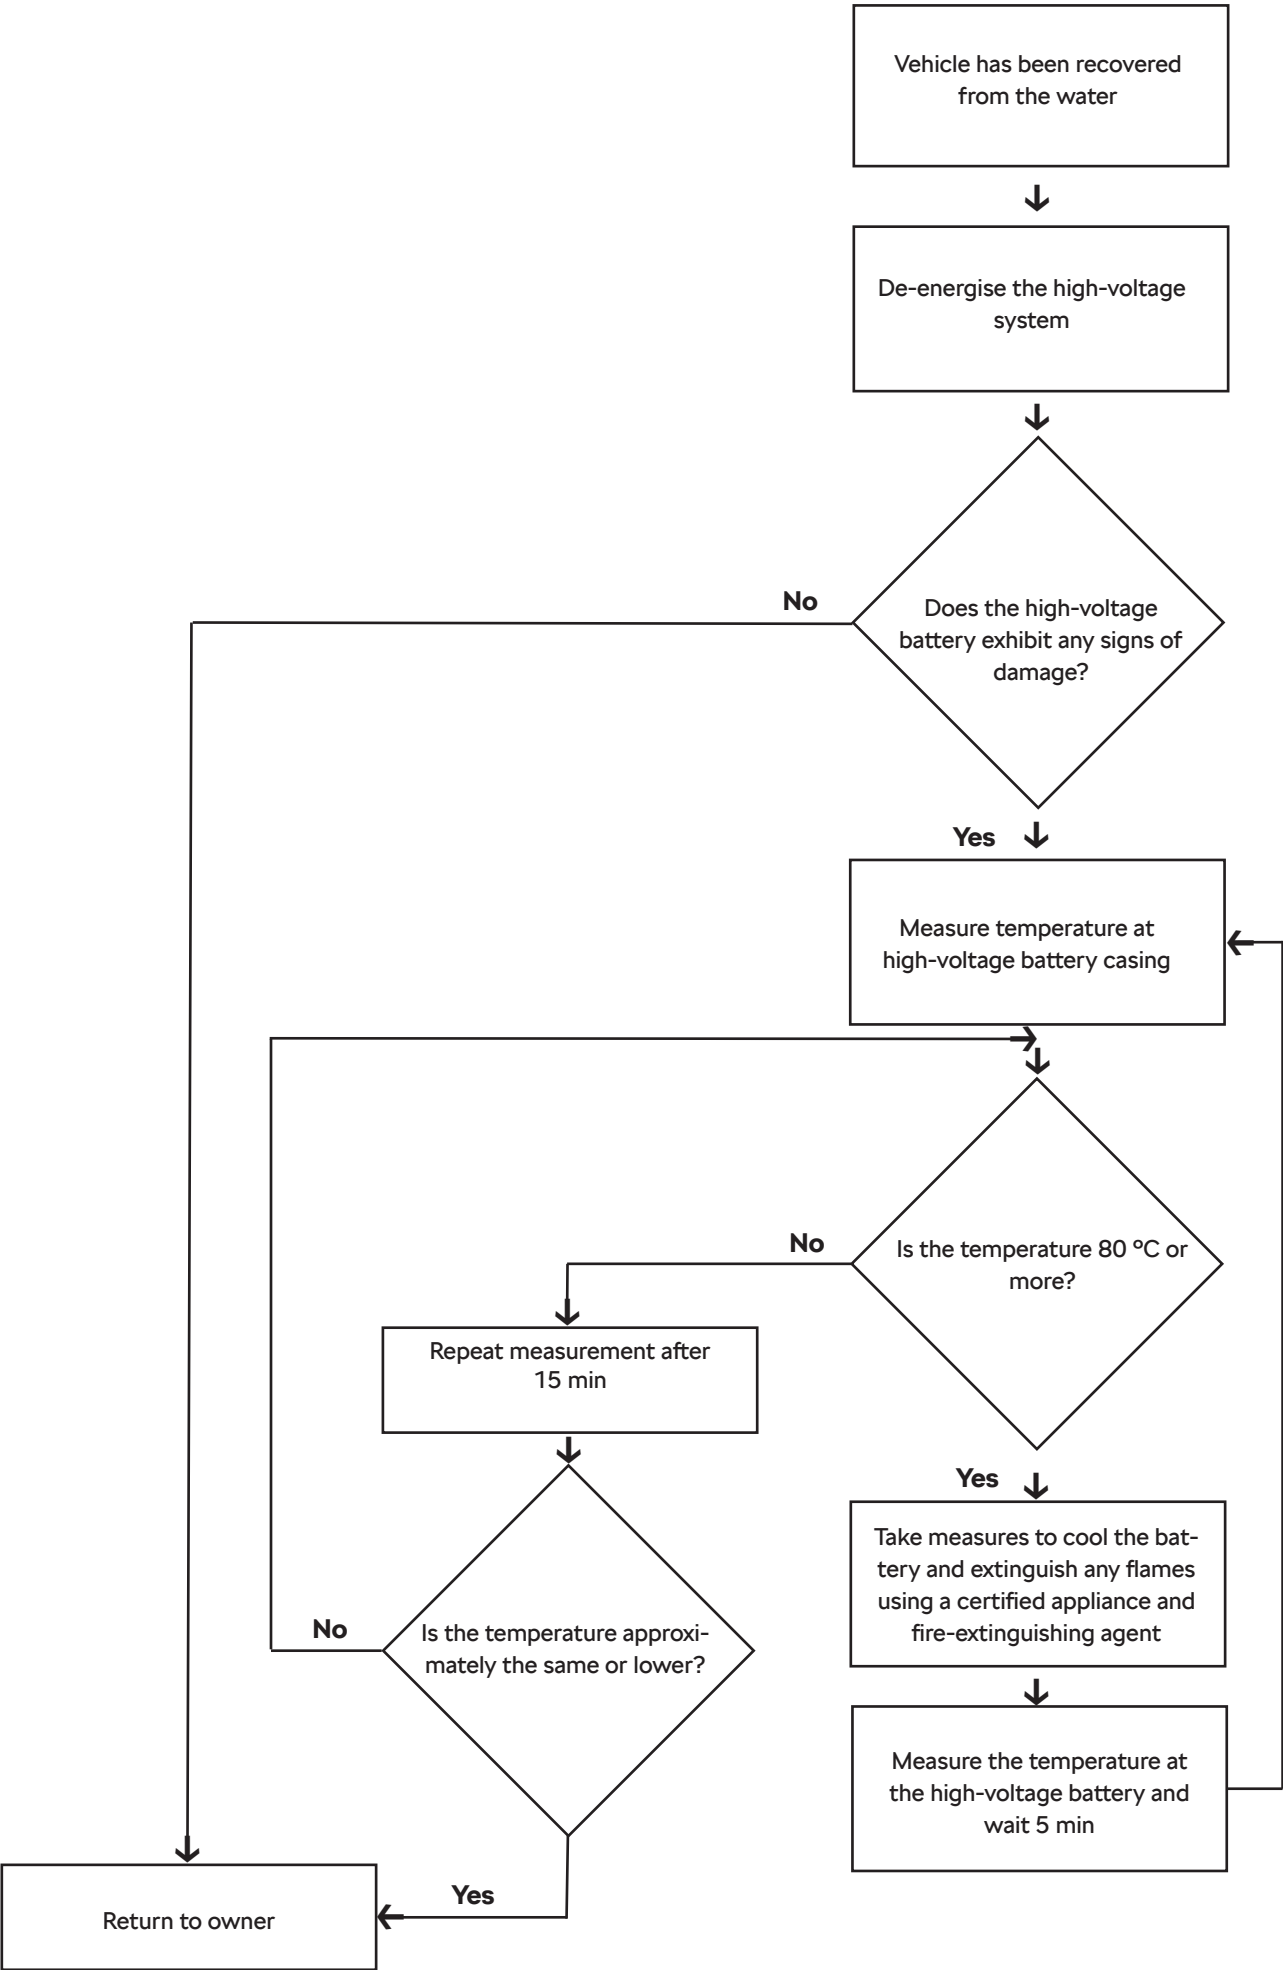 Vehicle has been recovered
from the water
De-energise the high-voltage
system
No
Does the high-voltage
battery exhibit any signs of
damage?
Yes
Measure temperature at
high-voltage battery casing
No
Is the temperature 80 ºC or
more?
Repeat measurement after
15 min
Yes
Take measures to cool the bat-
tery and extinguish any flames
using a certified appliance and
fire-extinguishing agent
No
Is the temperature approxi-
mately the same or lower?
Measure the temperature at
the high-voltage battery and
wait 5 min
Yes
Return to owner